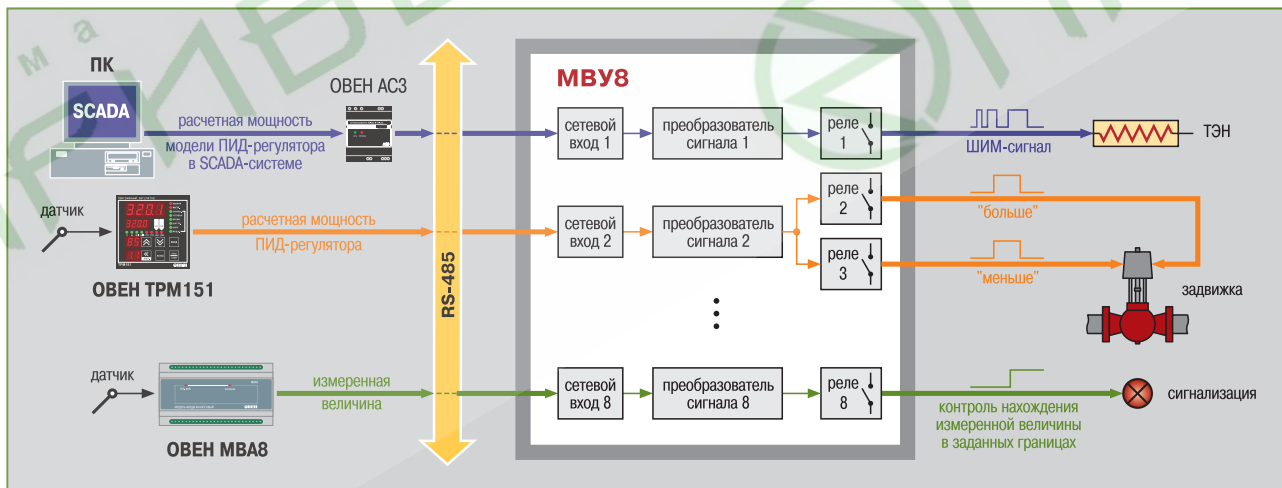 ПК
SCADA
расчетная мощность
модели ПИД-регулятора
в SCADA-системе
ОВЕН АС3
RS-485
МВУ8
сетевой
вход 1
преобразователь
сигнала 1
реле
1
ШИМ-сигнал
ТЭН
датчик
320.1
ОВЕН ТРМ151
расчетная мощность
ПИД-регулятора
сетевой
вход 2
преобразователь
сигнала 2
реле
2
реле
3
"больше"
"меньше"
задвижка
датчик
ОВЕН МВА8
измеренная
величина
сетевой
вход 8
преобразователь
сигнала 8
реле
8
контроль нахождения
измеренной величины
в заданных границах
сигнализация